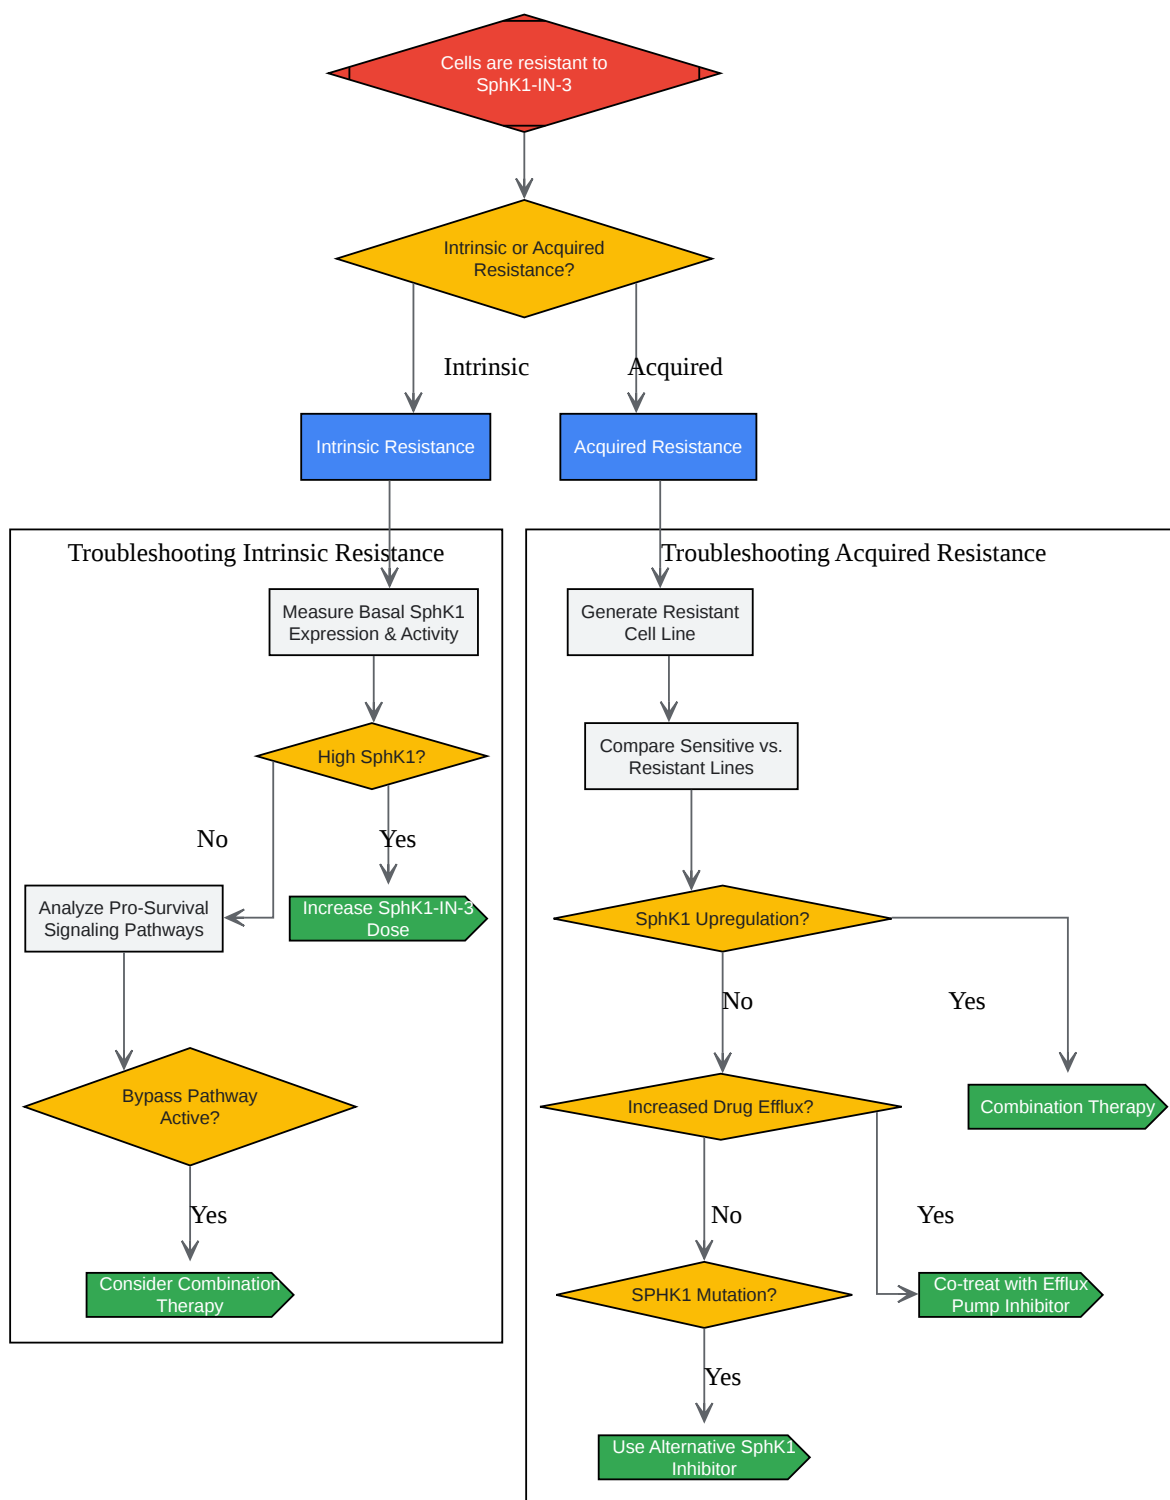 Cells are resistant to
SphK1-IN-3
Intrinsic or Acquired
Resistance?
Intrinsic
Acquired
Intrinsic Resistance
Acquired Resistance
Troubleshooting Intrinsic Resistance
Measure Basal SphK1
Expression & Activity
High SphK1?
No
Yes
Analyze Pro-Survival
Signaling Pathways
Increase SphK1-IN-3
Dose
Bypass Pathway
Active?
Yes
Consider Combination
Therapy
Troubleshooting Acquired Resistance
Generate Resistant
Cell Line
Compare Sensitive vs.
Resistant Lines
SphK1 Upregulation?
No
Yes
Increased Drug Efflux?
Combination Therapy
No
Yes
SPHK1 Mutation?
Co-treat with Efflux
Pump Inhibitor
Yes
Use Alternative SphK1
Inhibitor